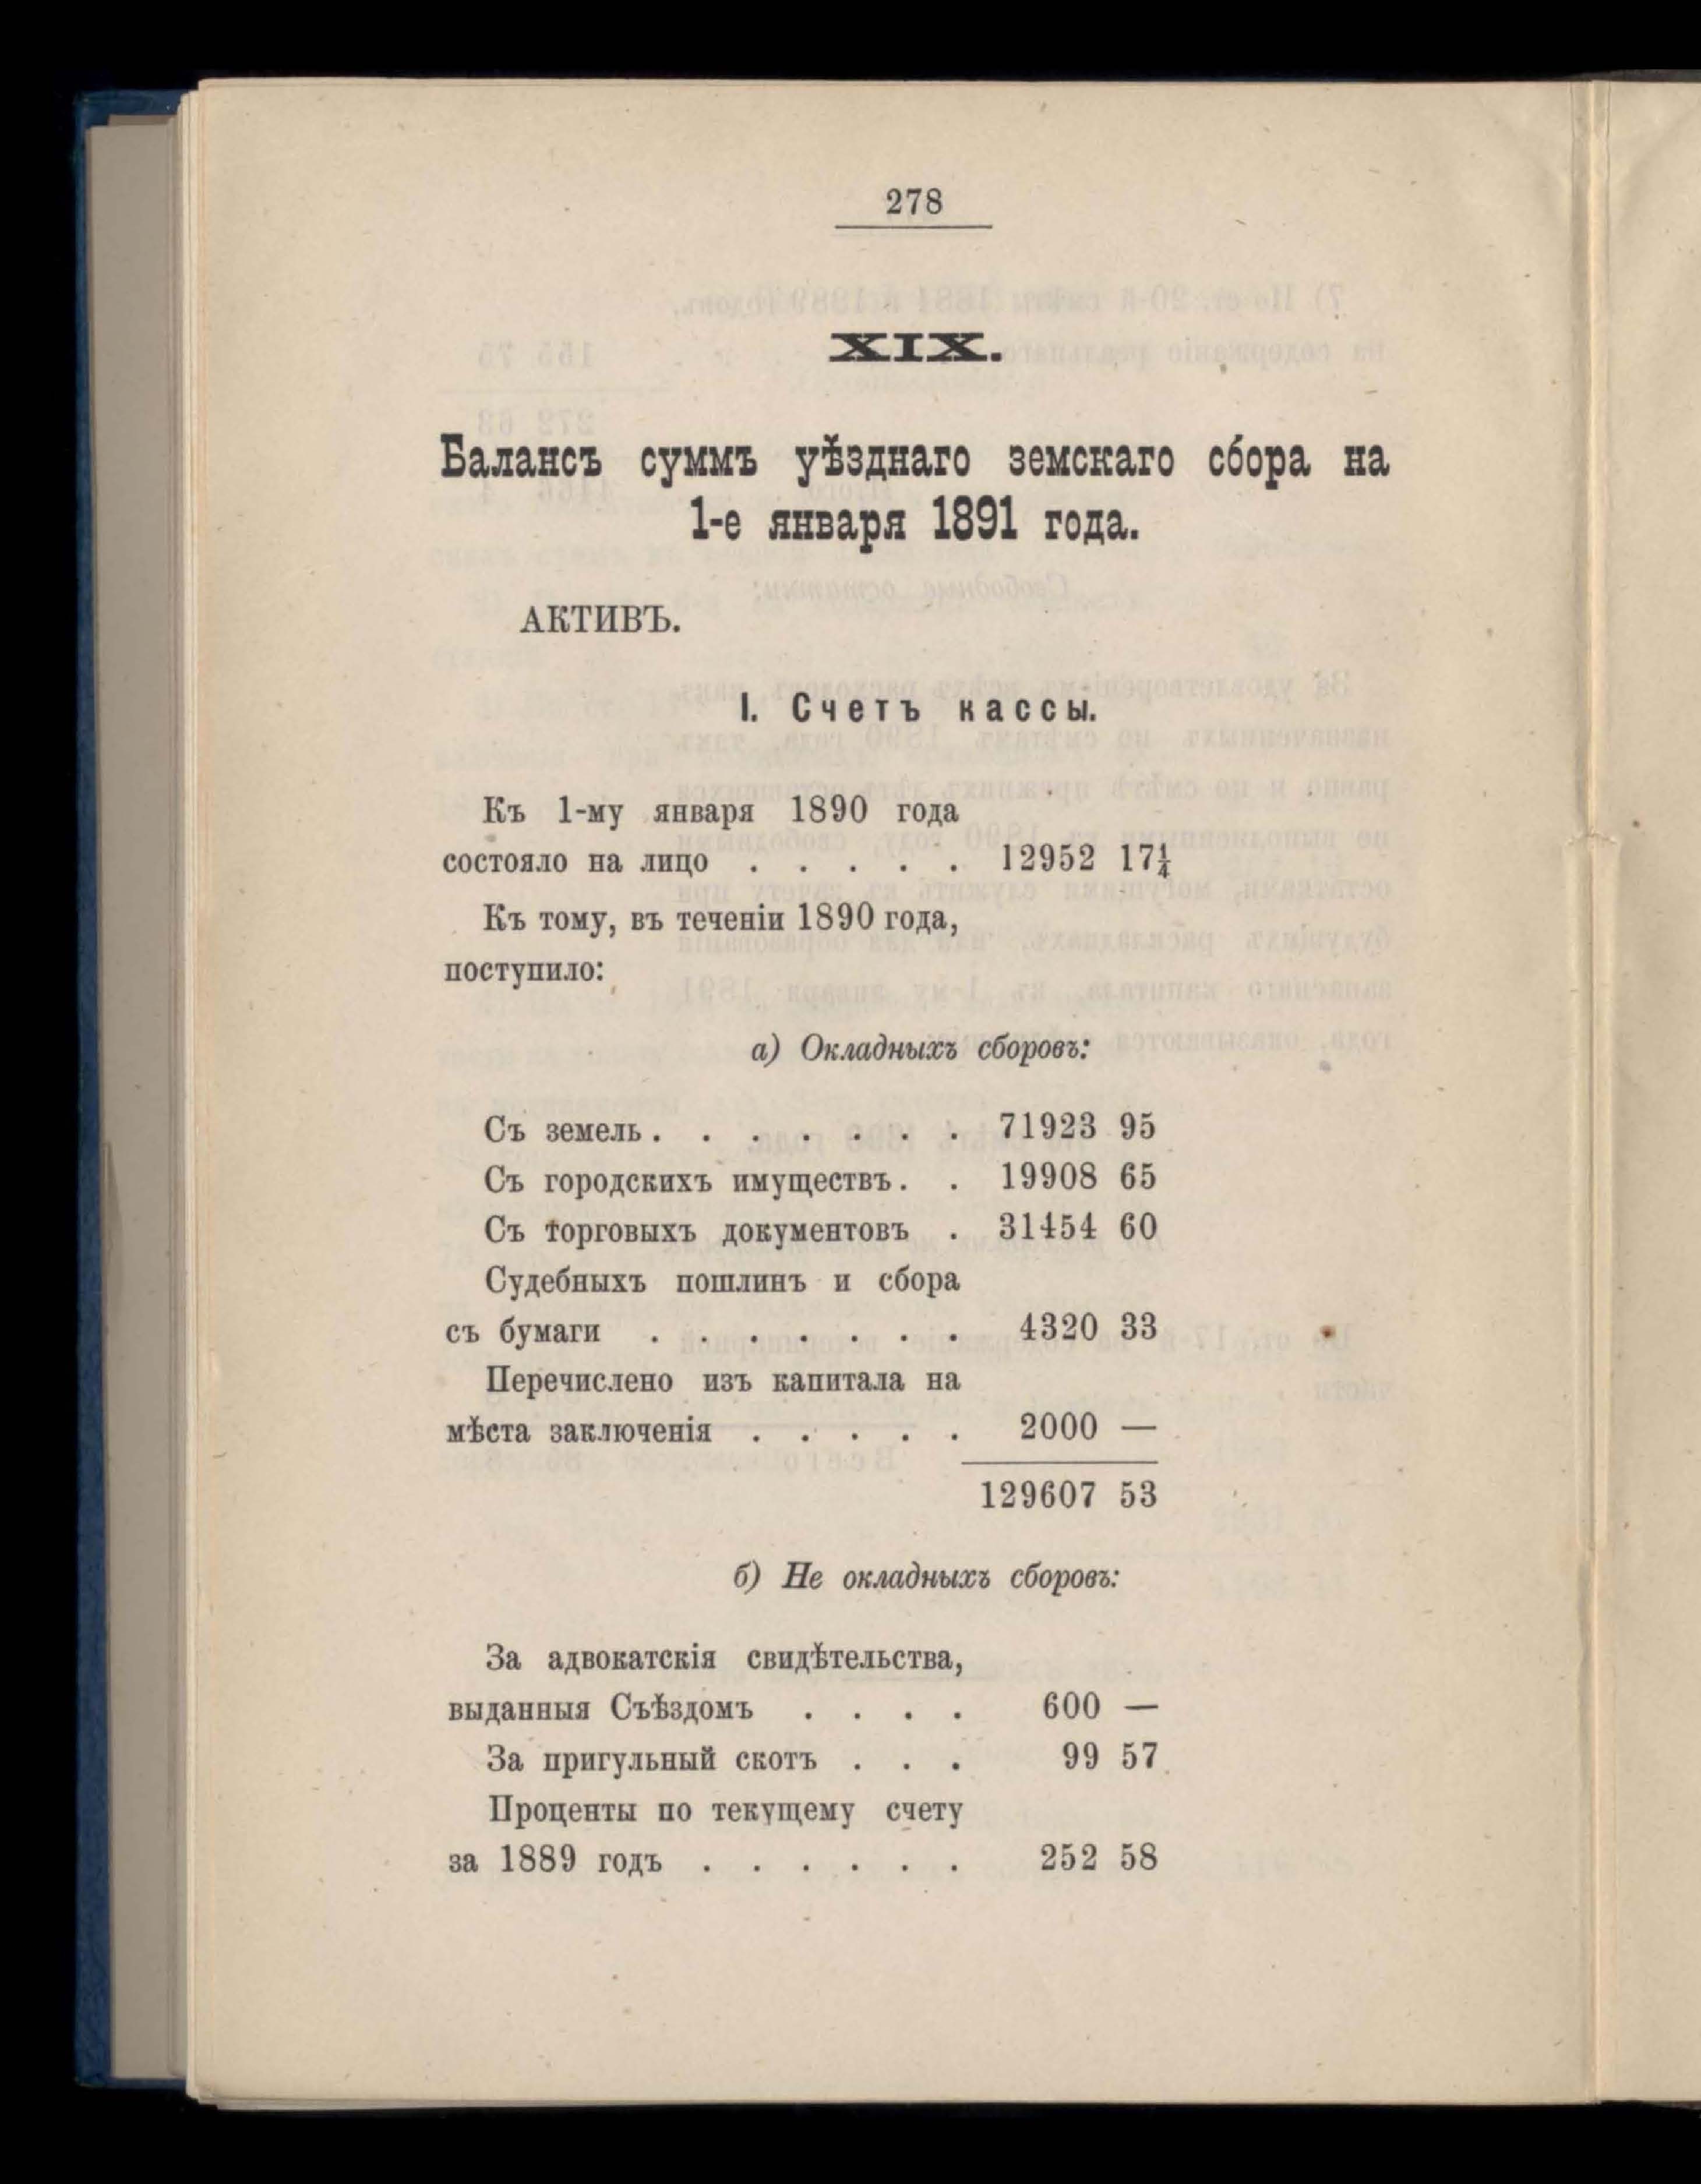 278
XIX.
Балансъ суммъ уѣзднаго земскаго сбора на
1-е января 1891 года.
АКТИВЪ.
I. Счетъ кассы.
Къ 1-му января 1890 года
состояло на лицо . . . . . 12952 17¼
Къ тому, въ теченіи 1890 года,
поступило:
а) Окладныхъ сборовъ:
Съ земель . . . . . . . 71923 95
Съ городскихъ имуществъ . . 19908 65
Съ торговыхъ документовъ . 31454 60
Судебныхъ пошлинъ и сбора
съ бумаги . . . . . . . 4320 33
Перечислено изъ капитала на
мѣста заключенія . . . . . 2000 —
129607 53
б) Не окладныхъ сборовъ:
За адвокатскія свидѣтельства,
выданныя Съѣздомъ . . . . 600 —
За пригульный скотъ . . . 99 57
Проценты по текущему счету
за 1889 годъ . . . . . . 252 58